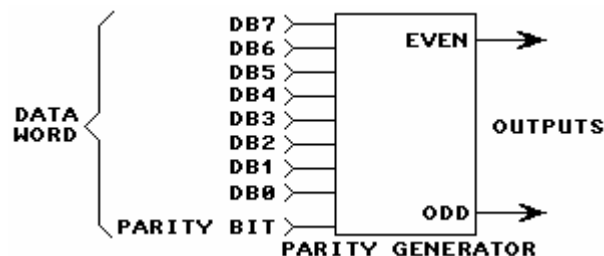 DB7
DB6
DB5
DB4
DB3
DB2
DB1
DB0
PARITY BIT
DATA
WORD
EVEN
ODD
OUTPUTS
PARITY GENERATOR